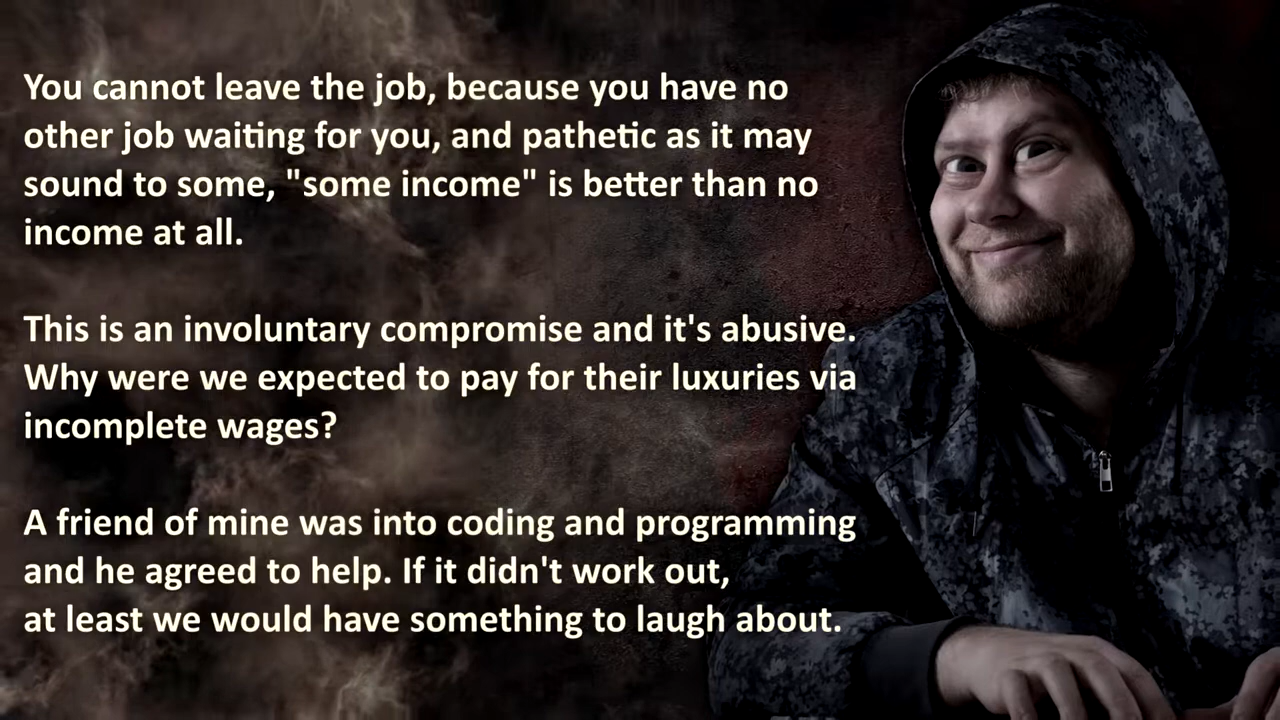 You cannot leave the job, because you have no
other job waiting for you, and pathetic as it may
sound to some, "some income" is better than no
income at all.
This is an involuntary compromise and it's abusive.
Why were we expected to pay for their luxuries via
incomplete wages?
A friend of mine was into coding and programming
and he agreed to help. If it didn't work out,
at least we would have something to laugh about.